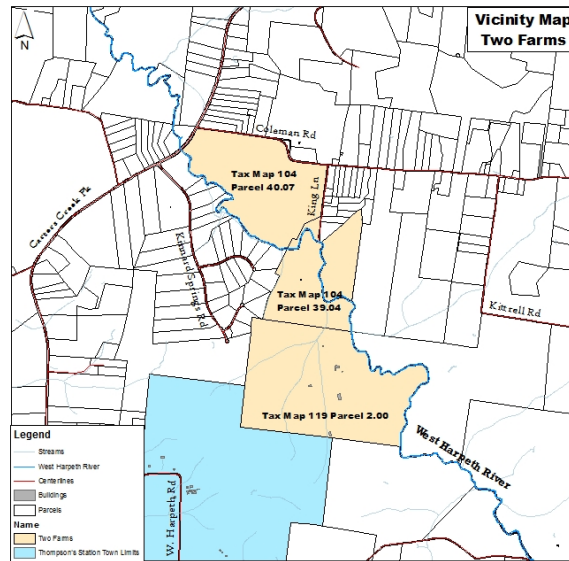 Vicinity Map
Two Farms
N
Coleman Rd
Tax Map 104
Parcel 40.07
King Ln
Carters Creek Pk
Kinnard Springs Rd
Tax Map 104
Parcel 39.04
Kittrell Rd
Tax Map 119 Parcel 2.00
West Harpeth River
W. Harpeth Rd
Legend
Streams
West Harpeth River
Centerlines
Buildings
Parcels
Name
Two Farms
Thompson's Station Town Limits